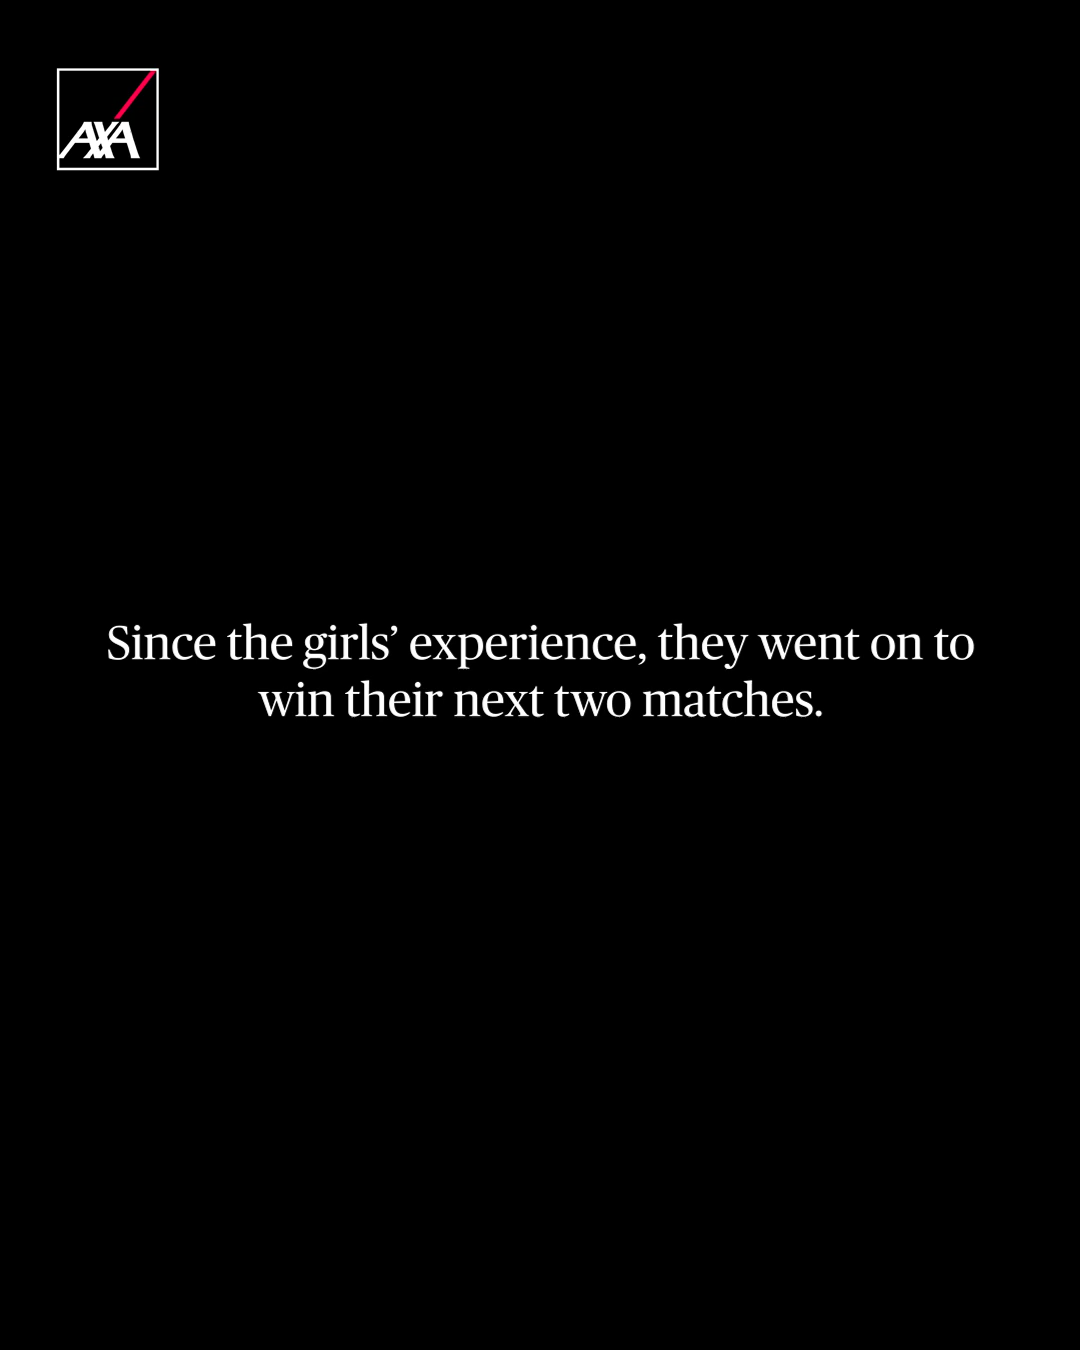 AXA
Since the girls’ experience, they went on to
win their next two matches.